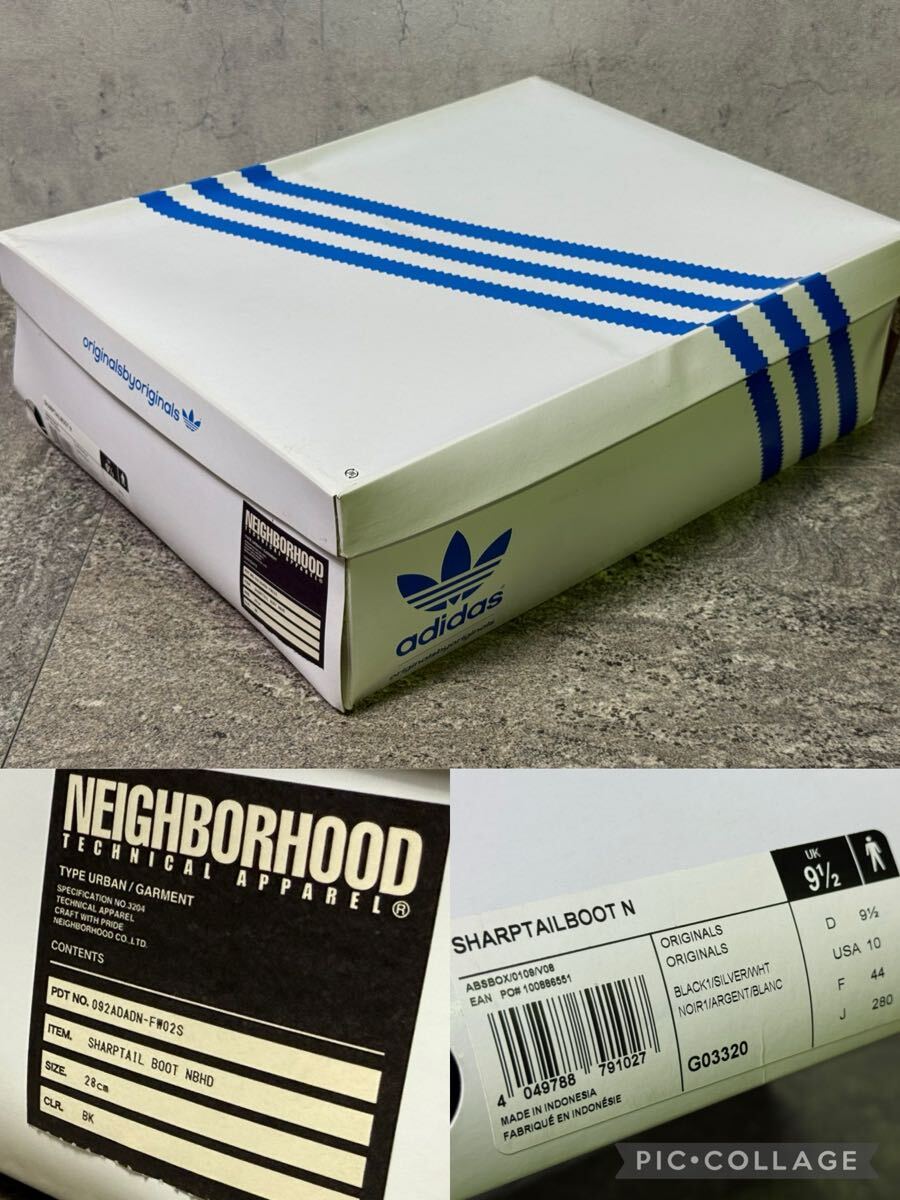 originalsbyoriginals
NEIGHBORHOOD
adidas
originalsbyoriginals
NEIGHBORHOOD
TECHNICAL APPAREL®
TYPE URBAN / GARMENT
SPECIFICATION NO.3204
TECHNICAL APPAREL
CRAFT WITH PRIDE
NEIGHBORHOOD CO.,LTD.
CONTENTS
PDT NO. 092ADADN-FW02S
ITEM. SHARPTAIL BOOT NBHD
SIZE. 28cm
CLR. BK
UK
9½
SHARPTAILBOOT N
ABSBOX/0109/V08
EAN PO# 100886551
4 049788 791027
MADE IN INDONESIA
FABRIQUÉ EN INDONÉSIE
ORIGINALS
ORIGINALS
BLACK1/SILVER/WHT
NOIR1/ARGENT/BLANC
G03320
D 9½
USA 10
F 44
J 280
PIC•COLLAGE